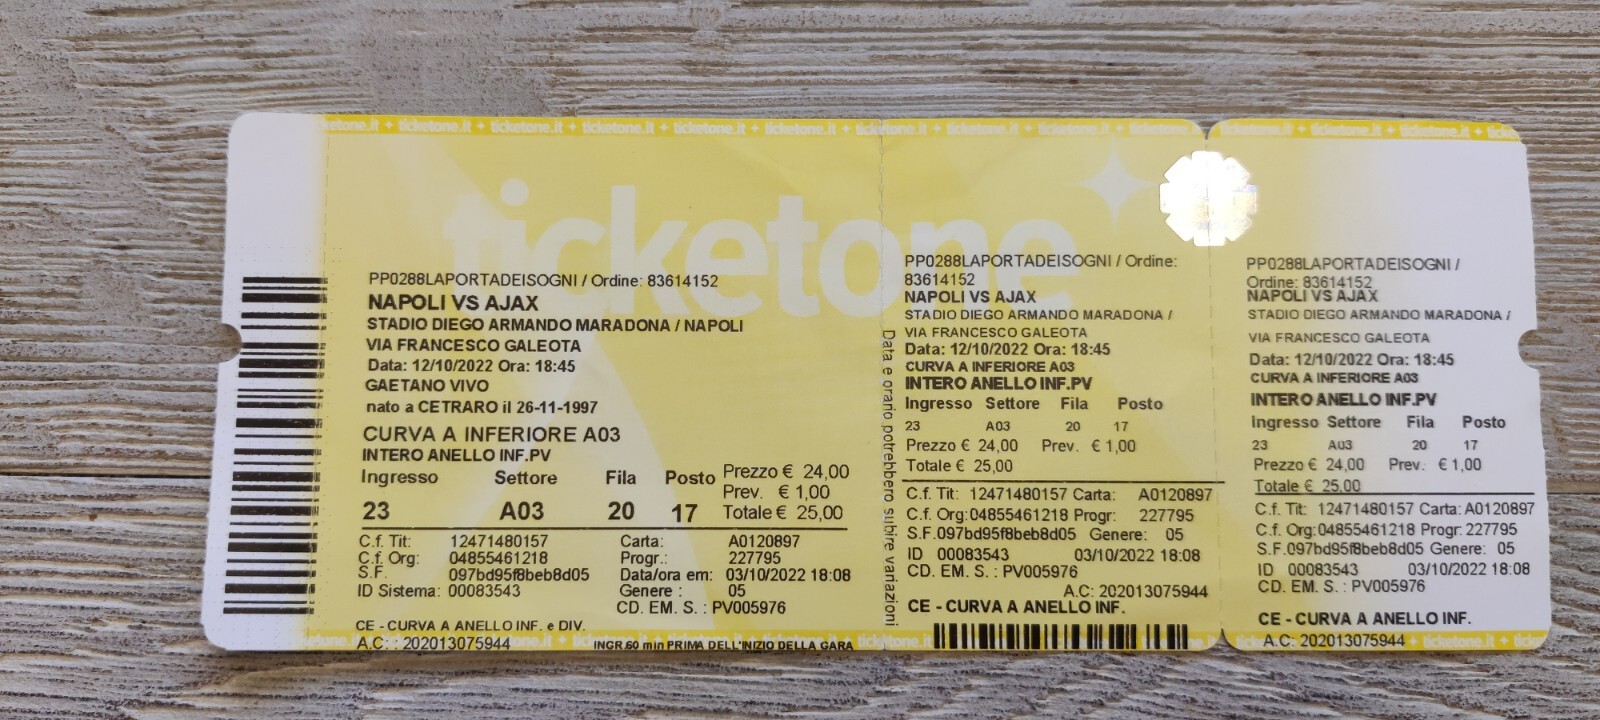 etone.it + ticketone.it + ticketone.it + ticketone.it + ticketone.it + ticketone.it
ticketone
PP0288LAPORTADEISOGNI / Ordine: 83614152
NAPOLI VS AJAX
STADIO DIEGO ARMANDO MARADONA / NAPOLI
VIA FRANCESCO GALEOTA
Data: 12/10/2022 Ora: 18:45
GAETANO VIVO
nato a CETRARO il 26-11-1997
CURVA A INFERIORE A03
INTERO ANELLO INF.PV
Ingresso Settore Fila Posto
23 A03 20 17
Prezzo € 24,00
Prev. € 1,00
Totale € 25,00
C.f. Tit: 12471480157 Carta: A0120897
C.f. Org: 04855461218 Progr.: 227795
S.F. 097bd95f8beb8d05 Data/ora em: 03/10/2022 18:08
ID Sistema: 00083543 Genere : 05
CD. EM. S. : PV005976
CE - CURVA A ANELLO INF. e DIV.
A.C. : 202013075944 INGR.60 min PRIMA DELL'INIZIO DELLA GARA
Data e orario potrebbero subire variazioni
PP0288LAPORTADEISOGNI / Ordine:
83614152
NAPOLI VS AJAX
STADIO DIEGO ARMANDO MARADONA /
VIA FRANCESCO GALEOTA
Data: 12/10/2022 Ora: 18:45
CURVA A INFERIORE A03
INTERO ANELLO INF.PV
Ingresso Settore Fila Posto
23 A03 20 17
Prezzo € 24,00 Prev. € 1,00
Totale € 25,00
C.f. Tit: 12471480157 Carta: A0120897
C.f. Org:04855461218 Progr: 227795
S.F.097bd95f8beb8d05 Genere: 05
ID 00083543 03/10/2022 18:08
CD. EM. S. : PV005976
A.C.: 202013075944
CE - CURVA A ANELLO INF.
PP0288LAPORTADEISOGNI /
Ordine: 83614152
NAPOLI VS AJAX
STADIO DIEGO ARMANDO MARADONA /
VIA FRANCESCO GALEOTA
Data: 12/10/2022 Ora: 18:45
CURVA A INFERIORE A03
INTERO ANELLO INF.PV
Ingresso Settore Fila Posto
23 A03 20 17
Prezzo € 24,00 Prev. € 1,00
Totale € 25,00
C.f. Tit: 12471480157 Carta:A0120897
C.f. Org:04855461218 Progr:227795
S.F.097bd95f8beb8d05 Genere: 05
ID 00083543 03/10/2022 18:08
CD. EM. S. : PV005976
CE - CURVA A ANELLO INF.
A.C.: 202013075944